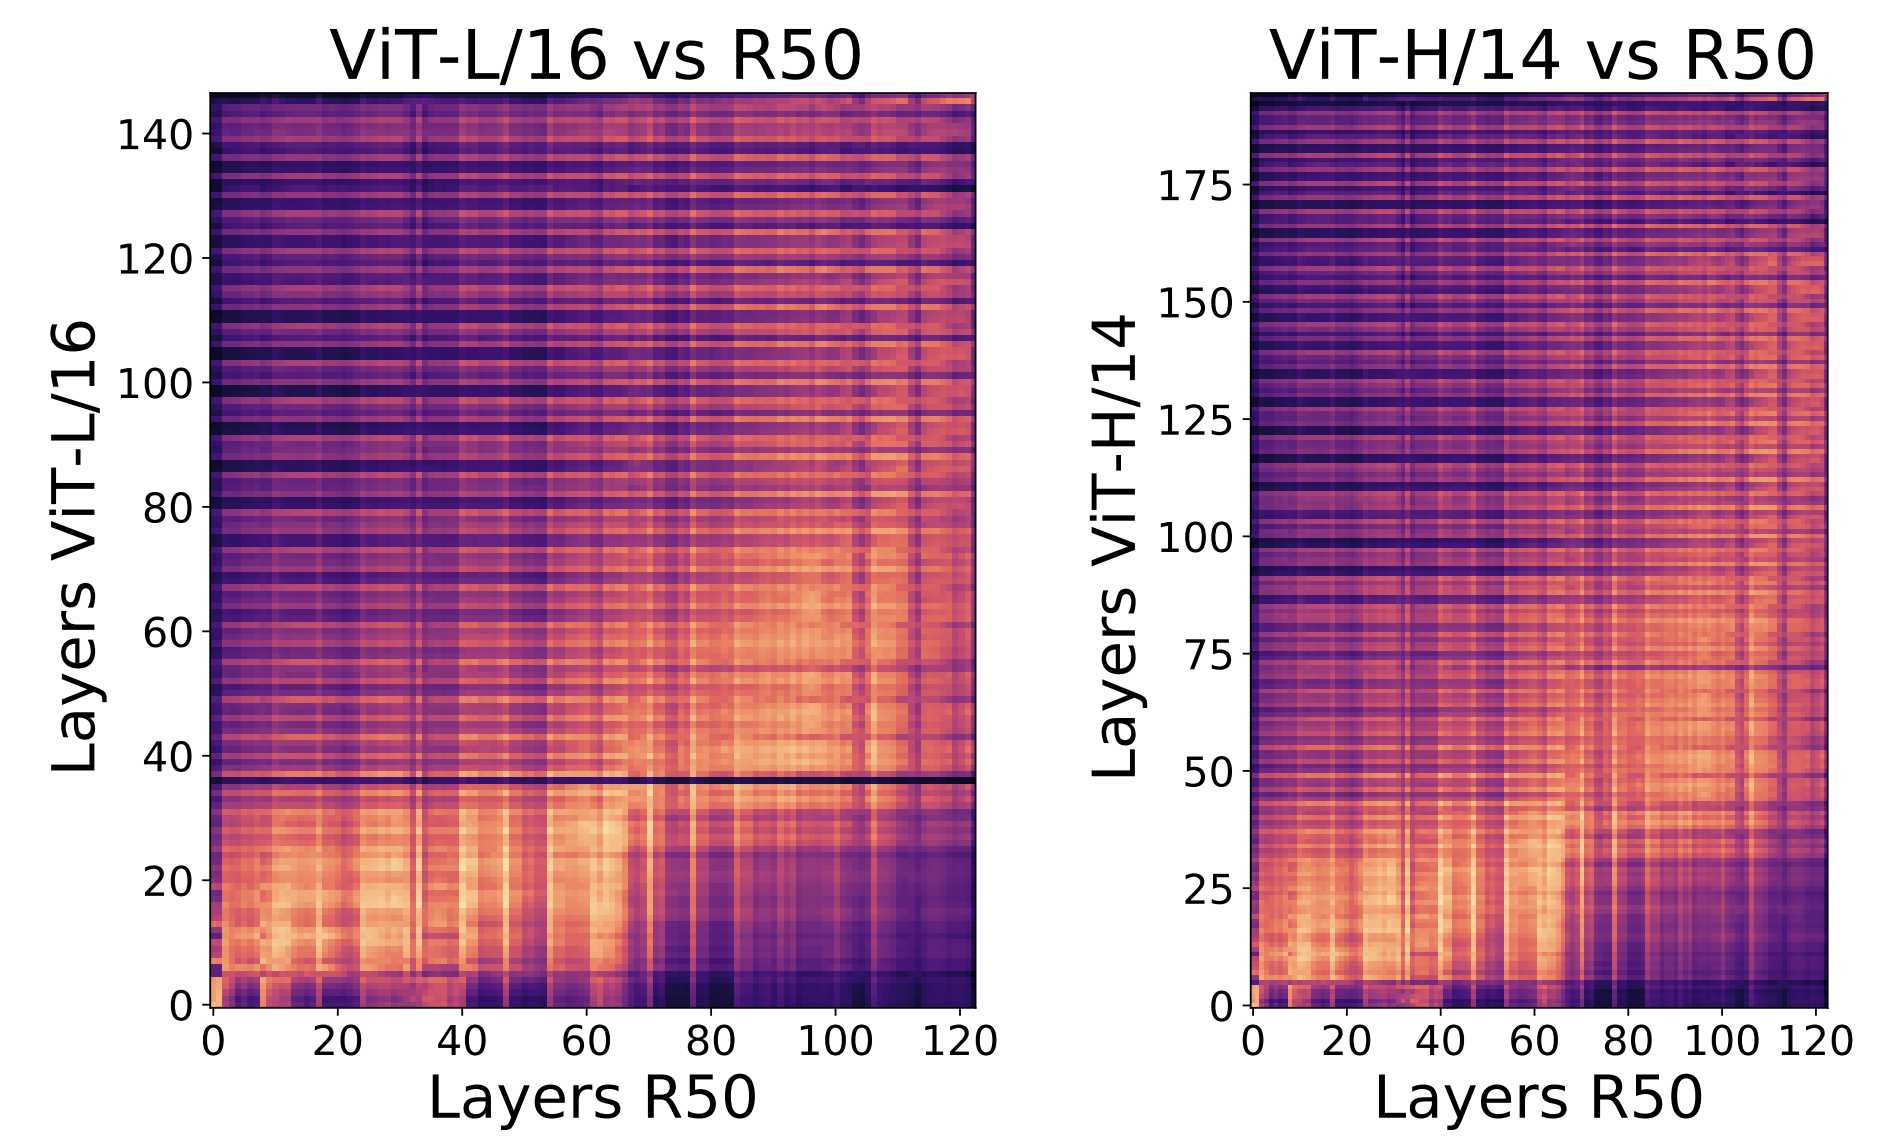 ViT-L/16 vs R50
Layers ViT-L/16
140
120
100
80
60
40
20
0
0 20 40 60 80 100 120
Layers R50
ViT-H/14 vs R50
Layers ViT-H/14
175
150
125
100
75
50
25
0
0 20 40 60 80 100 120
Layers R50